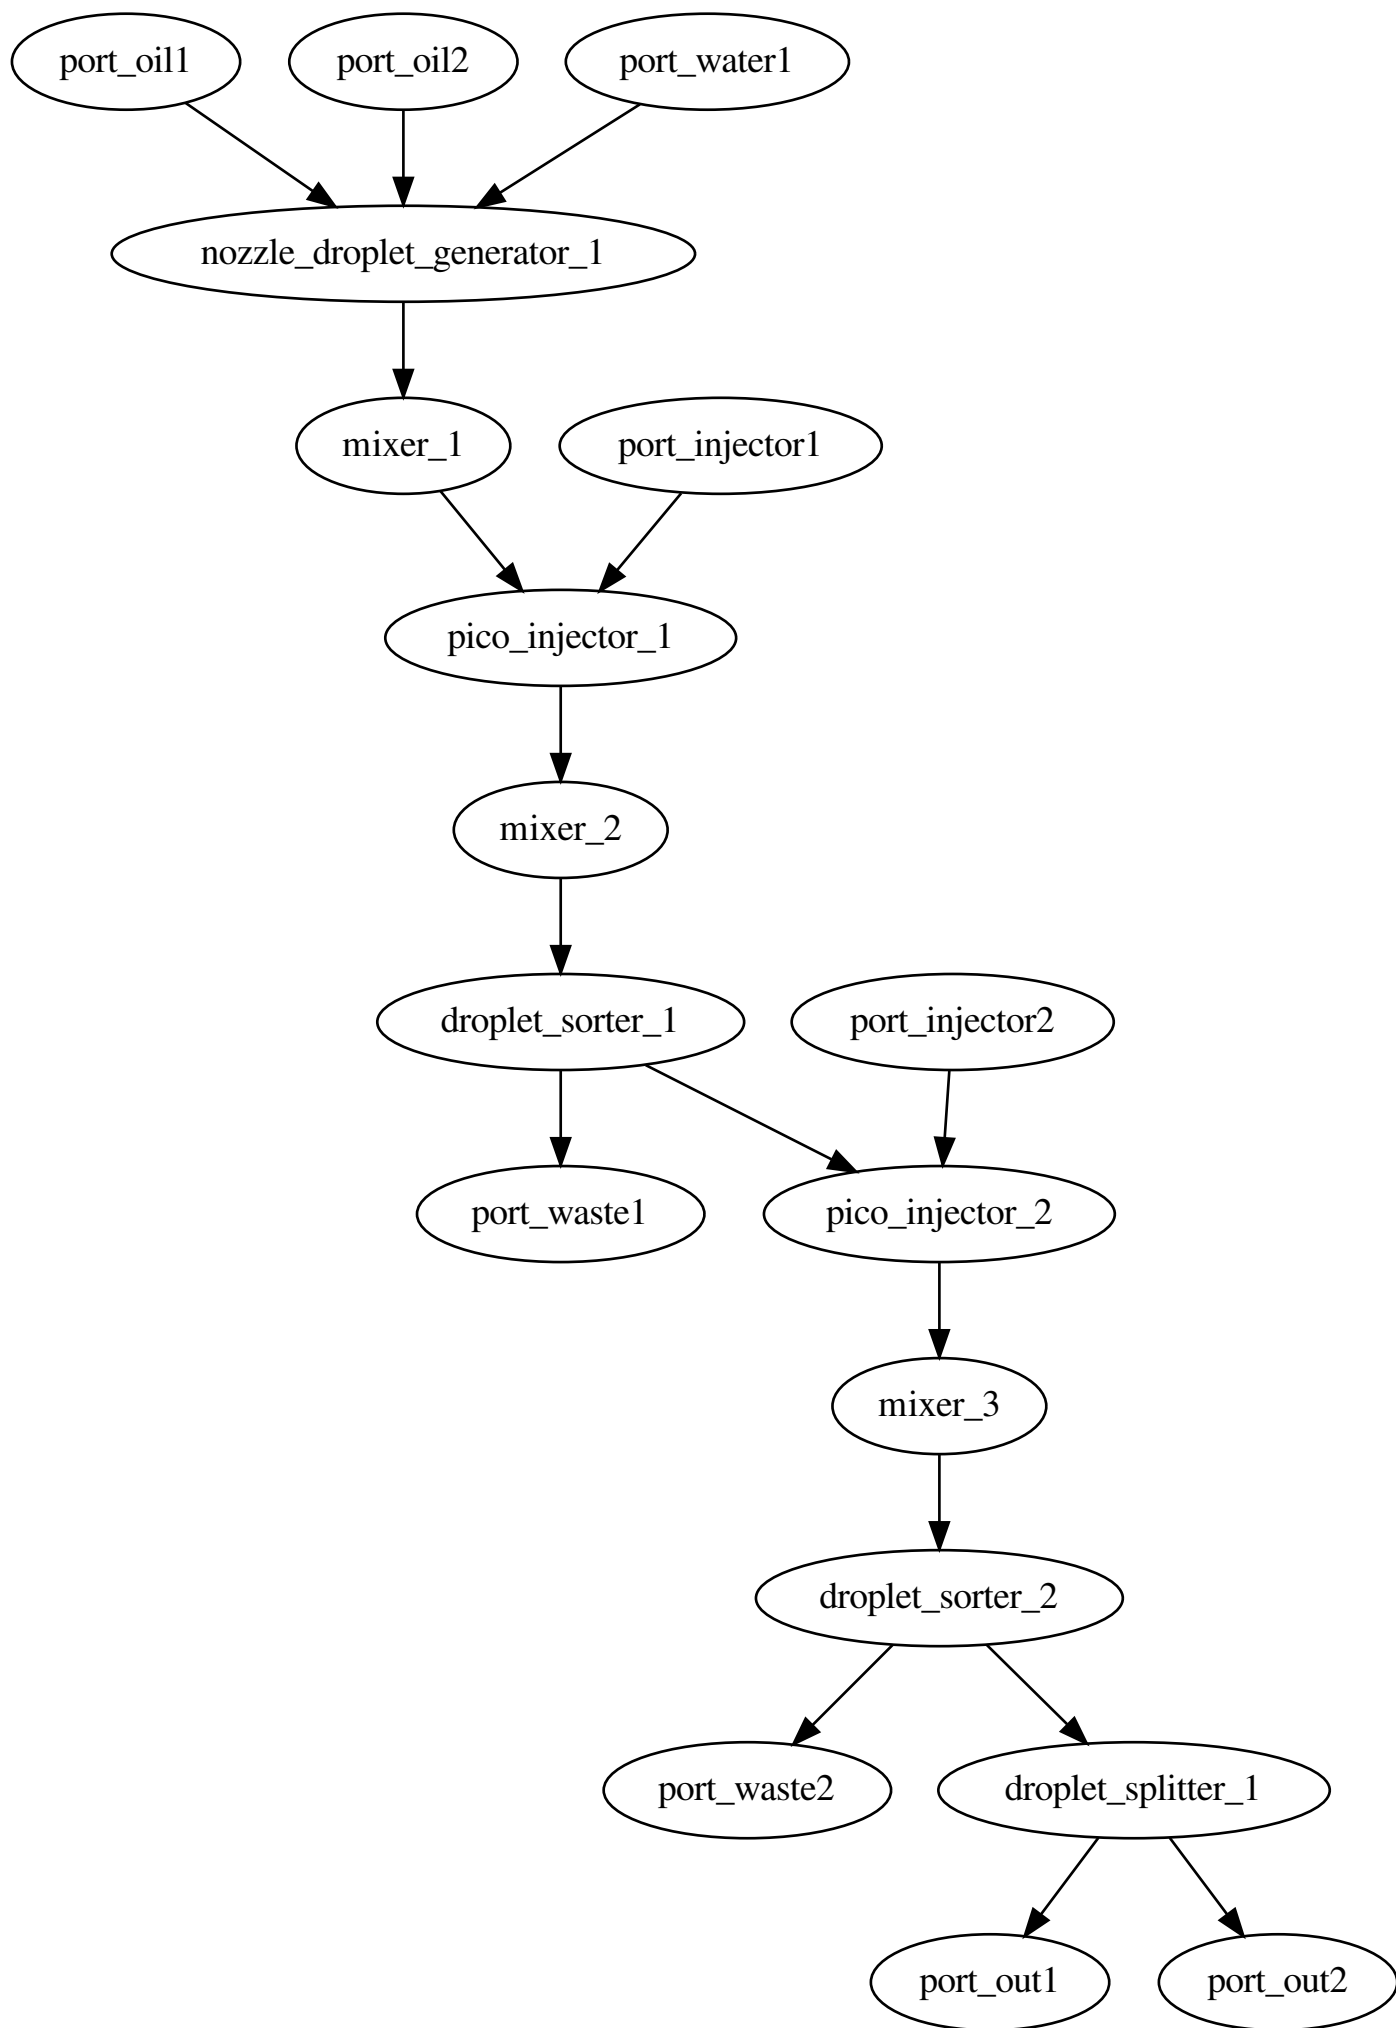 port_oil1
port_oil2
port_water1
nozzle_droplet_generator_1
mixer_1
port_injector1
pico_injector_1
mixer_2
droplet_sorter_1
port_injector2
port_waste1
pico_injector_2
mixer_3
droplet_sorter_2
port_waste2
droplet_splitter_1
port_out1
port_out2